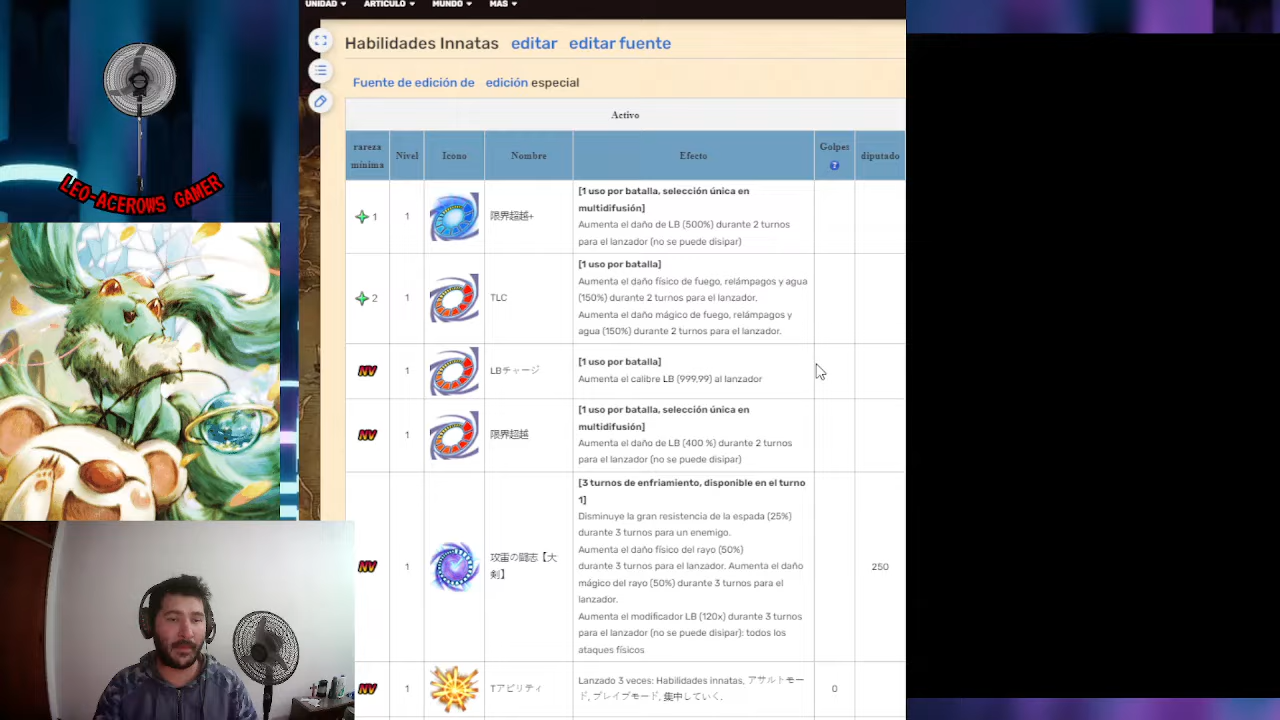 UNIDAD ARTÍCULO MUNDO MÁS
Habilidades Innatas editar editar fuente
Fuente de edición de edición especial
Activo
rareza
mínima
Nivel
Icono
Nombre
Efecto
Golpes
?
diputado
1
1
限界超越+
[1 uso por batalla, selección única en
multidifusión]
Aumenta el daño de LB (500%) durante 2 turnos
para el lanzador (no se puede disipar)
2
1
TLC
[1 uso por batalla]
Aumenta el daño físico de fuego, relámpagos y agua
(150%) durante 2 turnos para el lanzador.
Aumenta el daño mágico de fuego, relámpagos y
agua (150%) durante 2 turnos para el lanzador.
NV
1
LBチャージ
[1 uso por batalla]
Aumenta el calibre LB (999,99) al lanzador
NV
1
限界超越
[1 uso por batalla, selección única en
multidifusión]
Aumenta el daño de LB (400 %) durante 2 turnos
para el lanzador (no se puede disipar)
NV
1
攻雷の闘志【大
剣】
[3 turnos de enfriamiento, disponible en el turno
1]
Disminuye la gran resistencia de la espada (25%)
durante 3 turnos para un enemigo.
Aumenta el daño físico del rayo (50%)
durante 3 turnos para el lanzador. Aumenta el daño
mágico del rayo (50%) durante 3 turnos para el
lanzador.
Aumenta el modificador LB (120x) durante 3 turnos
para el lanzador (no se puede disipar): todos los
ataques físicos
250
NV
1
Tアビリティ
Lanzado 3 veces: Habilidades innatas, アサルトモー
ド, ブレイブモード, 集中していく.
0
LEO-ACEROWS GAMER